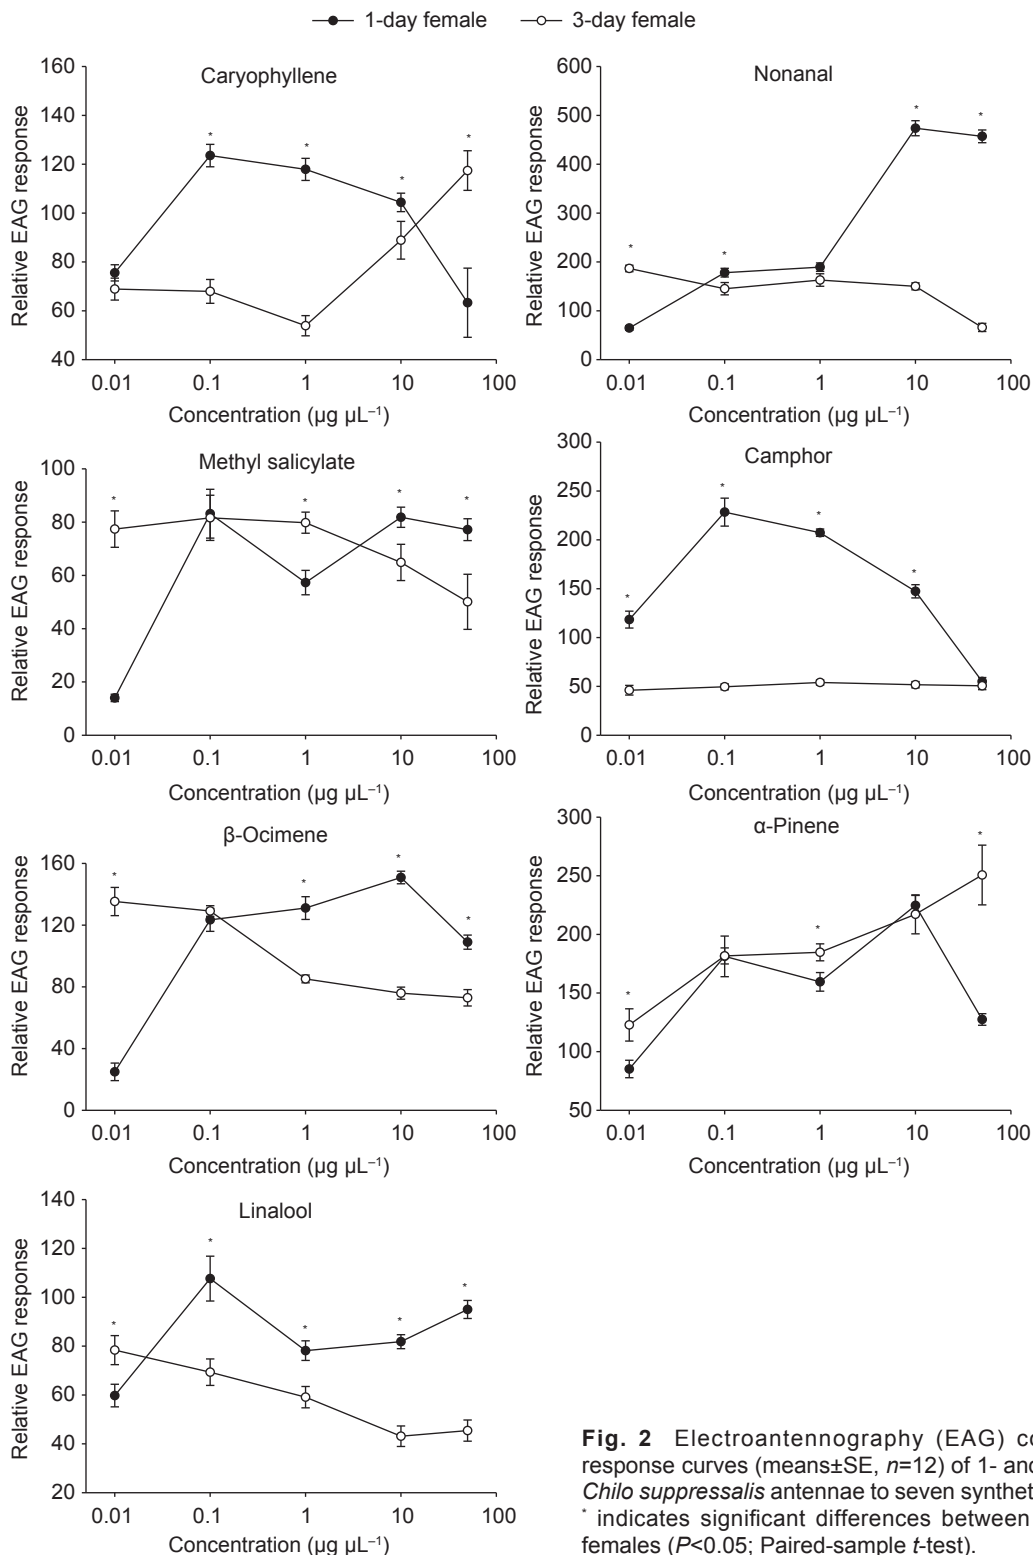 1-day female 3-day female
Caryophyllene
Relative EAG response
160
140
120
100
80
60
40
0.01 0.1 1 10 100
Concentration (µg µL⁻¹)
Nonanal
Relative EAG response
600
500
400
300
200
100
0
0.01 0.1 1 10 100
Concentration (µg µL⁻¹)
Methyl salicylate
Relative EAG response
100
80
60
40
20
0
0.01 0.1 1 10 100
Concentration (µg µL⁻¹)
Camphor
Relative EAG response
300
250
200
150
100
50
0
0.01 0.1 1 10 100
Concentration (µg µL⁻¹)
β-Ocimene
Relative EAG response
160
120
80
40
0
0.01 0.1 1 10 100
Concentration (µg µL⁻¹)
α-Pinene
Relative EAG response
300
250
200
150
100
50
0.01 0.1 1 10 100
Concentration (µg µL⁻¹)
Linalool
Relative EAG response
140
120
100
80
60
40
20
0.01 0.1 1 10 100
Concentration (µg µL⁻¹)
Fig. 2 Electroantennography (EAG)
response curves (means±SE, n=12) of 1- and
Chilo suppressalis antennae to seven
* indicates significant differences between
females (P<0.05; Paired-sample t-test).